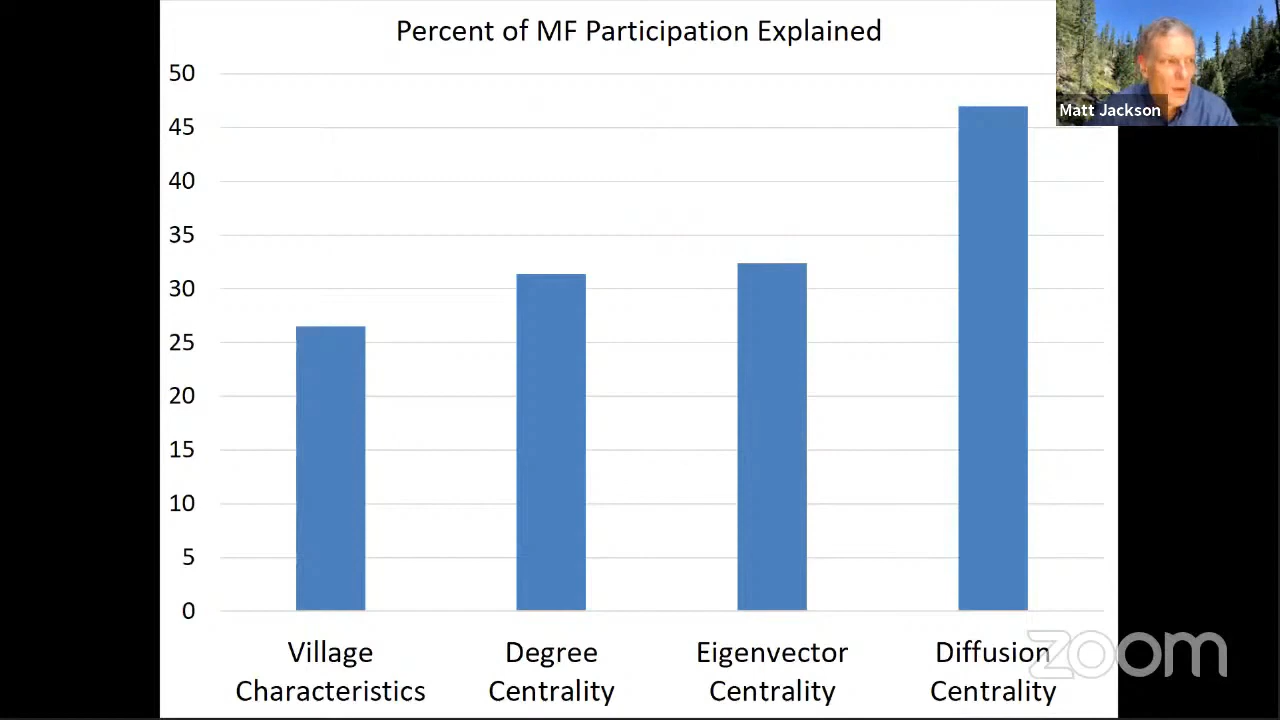 Percent of MF Participation Explained
Matt Jackson
50
45
40
35
30
25
20
15
10
5
0
Village Characteristics
Degree Centrality
Eigenvector Centrality
Diffusion Centrality
zoom